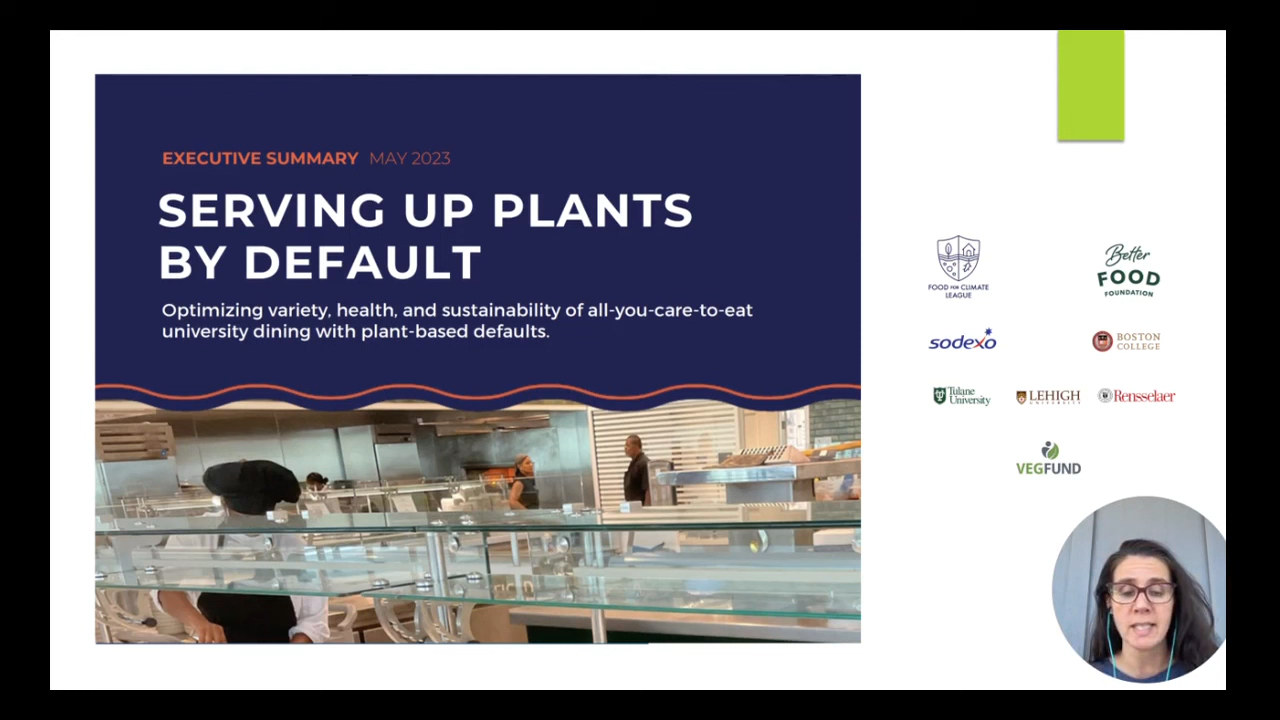 EXECUTIVE SUMMARY MAY 2023
SERVING UP PLANTS
BY DEFAULT
Optimizing variety, health, and sustainability of all-you-care-to-eat
university dining with plant-based defaults.
FOOD FOR CLIMATE
LEAGUE
Better
FOOD
FOUNDATION
sodexo
BOSTON
COLLEGE
Tulane
University
LEHIGH
UNIVERSITY
Rensselaer
VEGFUND